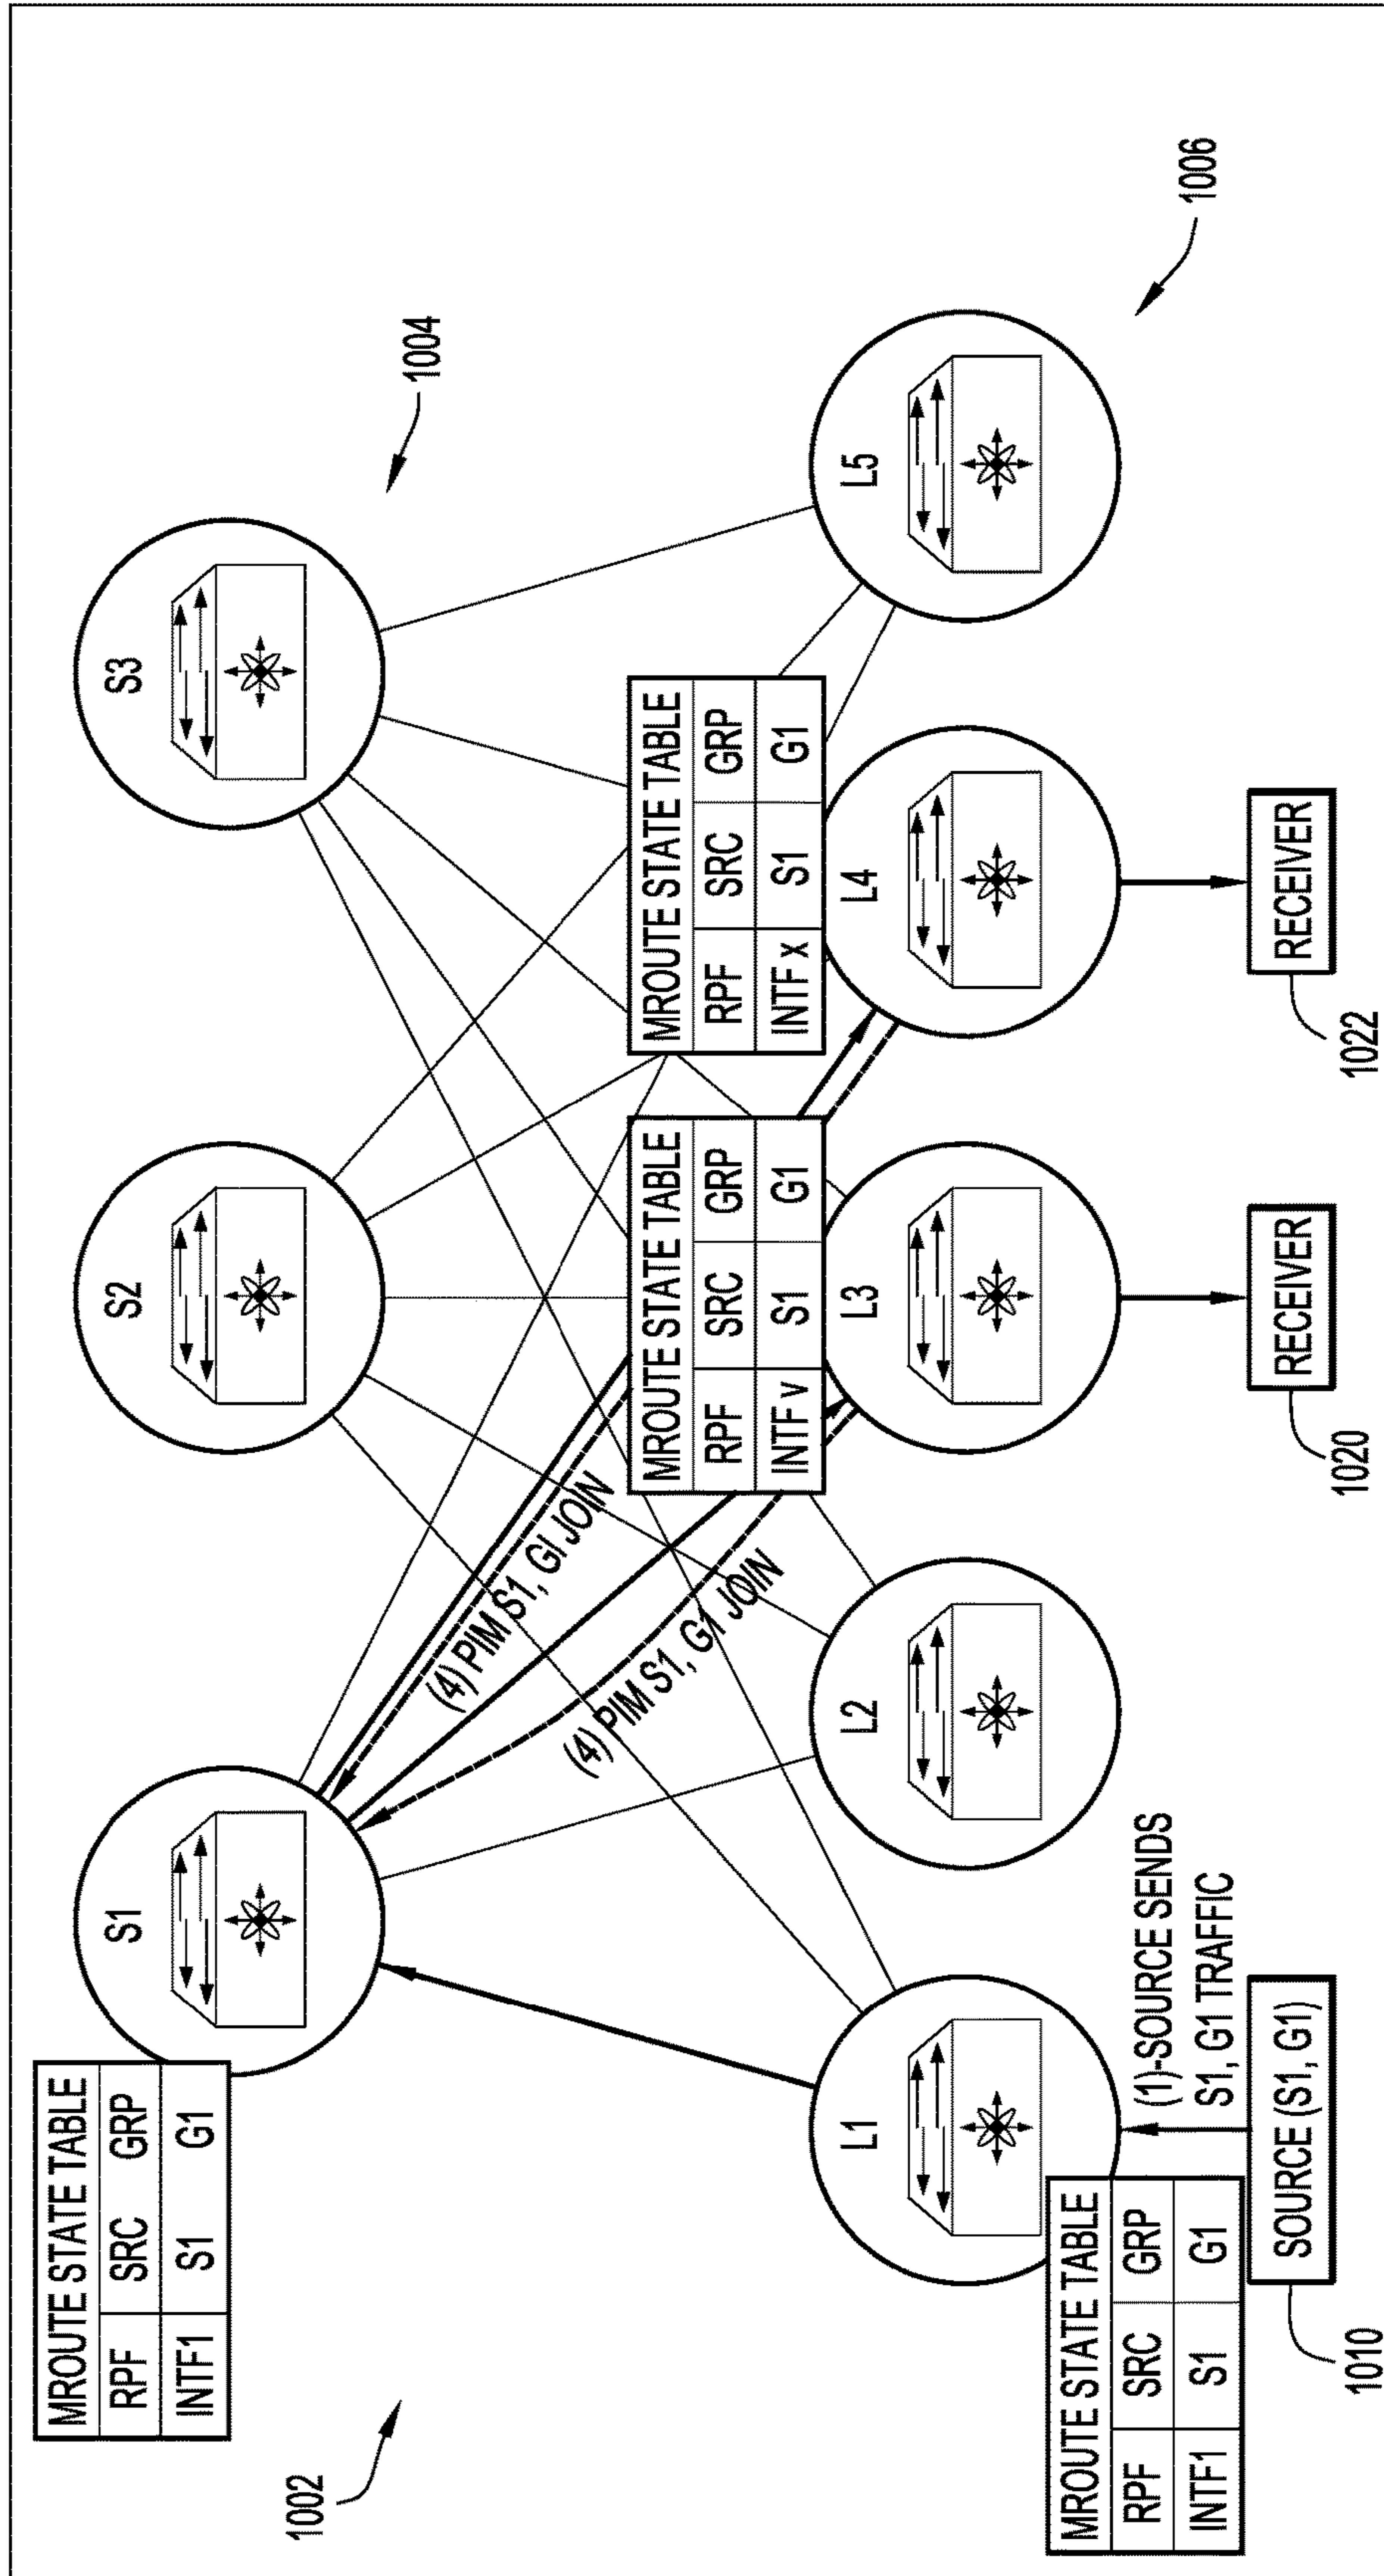 1002
MROUTE STATE TABLE
RPF SRC GRP
INTF1 S1 G1
S1
S2
S3
1004
(4) PIM S1, GI JOIN
(4) PIM S1, G1 JOIN
MROUTE STATE TABLE
RPF SRC GRP
INTF v S1 G1
MROUTE STATE TABLE
RPF SRC GRP
INTF x S1 G1
L1
L2
L3
L4
L5
1006
MROUTE STATE TABLE
RPF SRC GRP
INTF1 S1 G1
(1)-SOURCE SENDS
S1, G1 TRAFFIC
SOURCE (S1, G1)
1010
RECEIVER
1020
RECEIVER
1022